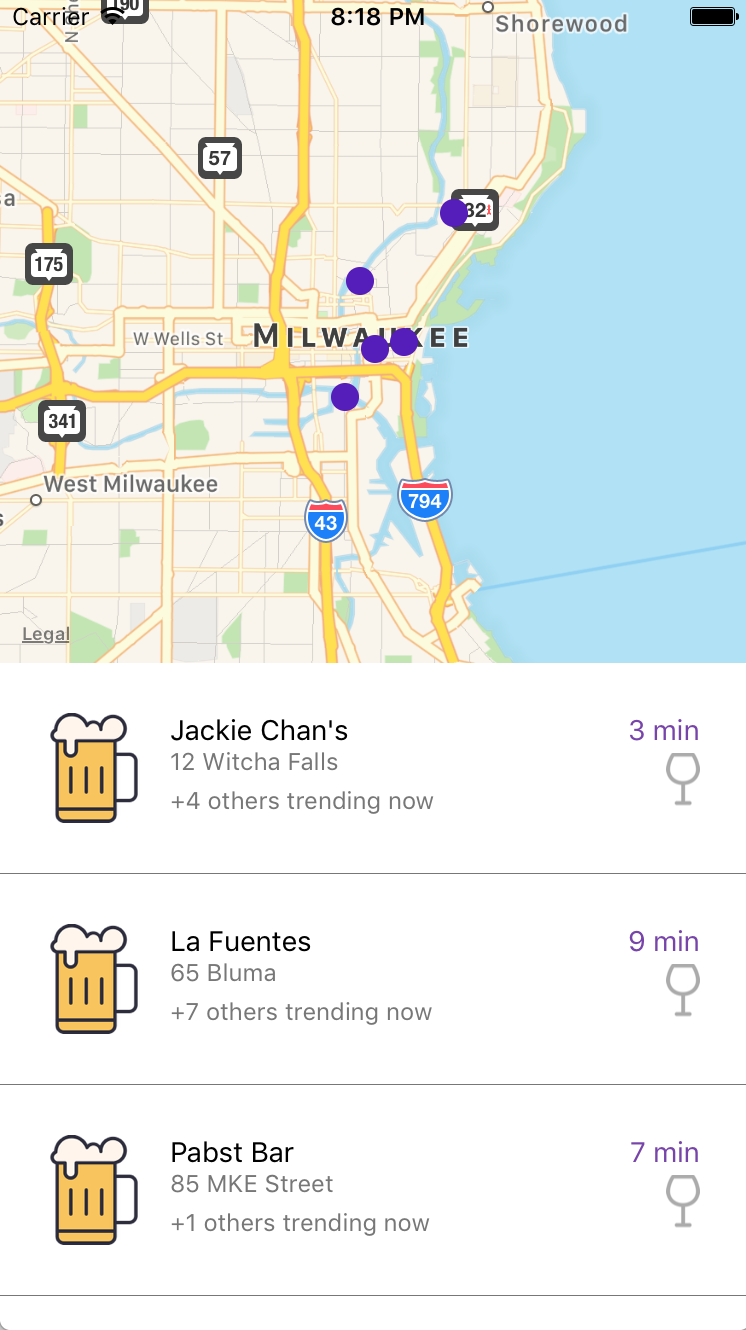 Carrier
8:18 PM
190
Shorewood
57
32
175
W Wells St
MILWAUKEE
341
West Milwaukee
794
43
Legal
Jackie Chan's
3 min
12 Witcha Falls
+4 others trending now
La Fuentes
9 min
65 Bluma
+7 others trending now
Pabst Bar
7 min
85 MKE Street
+1 others trending now